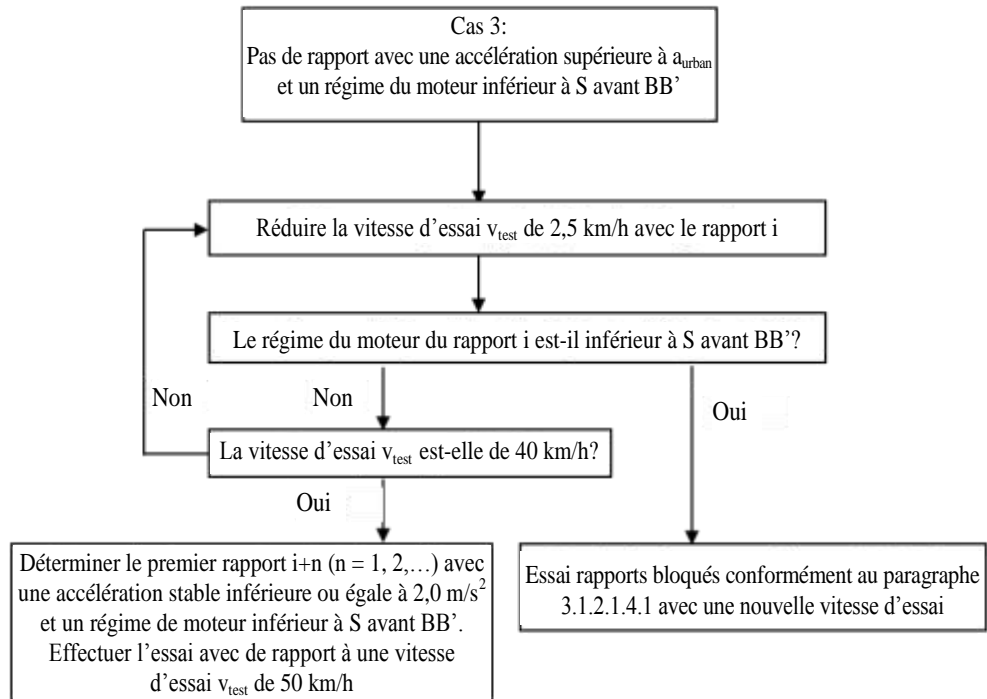 Cas 3:
Pas de rapport avec une accélération supérieure à a_urban
et un régime du moteur inférieur à S avant BB’
Réduire la vitesse d’essai v_test de 2,5 km/h avec le rapport i
Le régime du moteur du rapport i est-il inférieur à S avant BB’?
Non
Non
Oui
La vitesse d’essai v_test est-elle de 40 km/h?
Oui
Déterminer le premier rapport i+n (n = 1, 2,…) avec
une accélération stable inférieure ou égale à 2,0 m/s²
et un régime de moteur inférieur à S avant BB’.
Effectuer l’essai avec de rapport à une vitesse
d’essai v_test de 50 km/h
Essai rapports bloqués conformément au paragraphe
3.1.2.1.4.1 avec une nouvelle vitesse d’essai